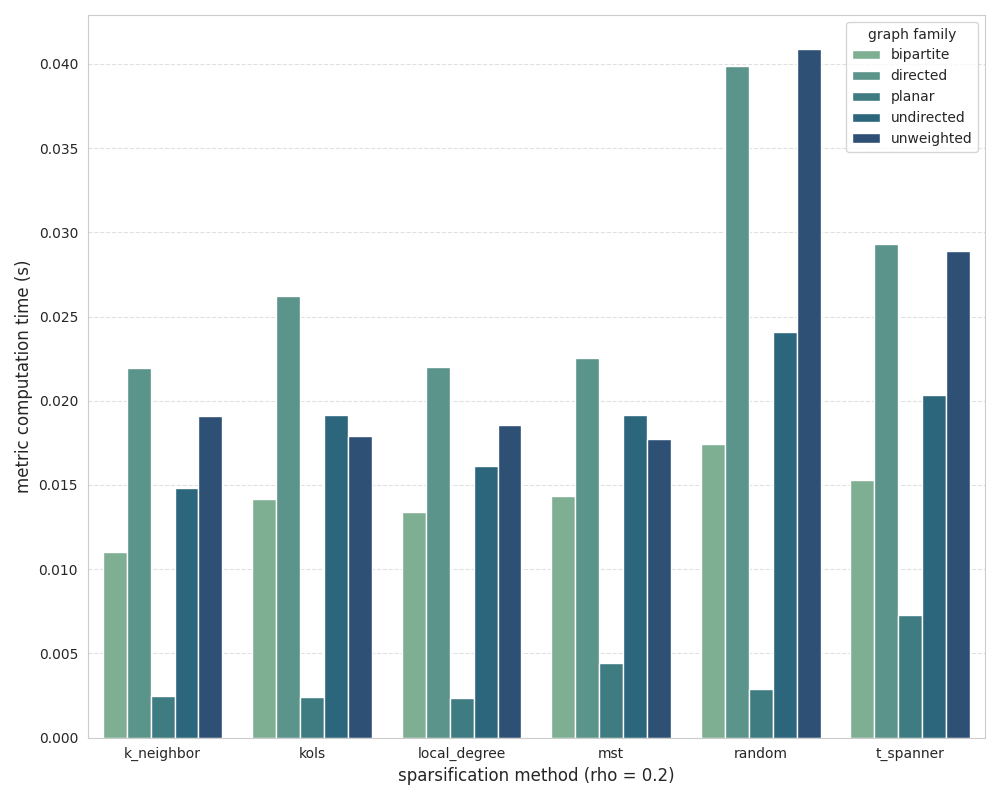 graph family
bipartite
directed
planar
undirected
unweighted
metric computation time (s)
0.040
0.035
0.030
0.025
0.020
0.015
0.010
0.005
0.000
k_neighbor
kols
local_degree
mst
random
t_spanner
sparsification method (rho = 0.2)